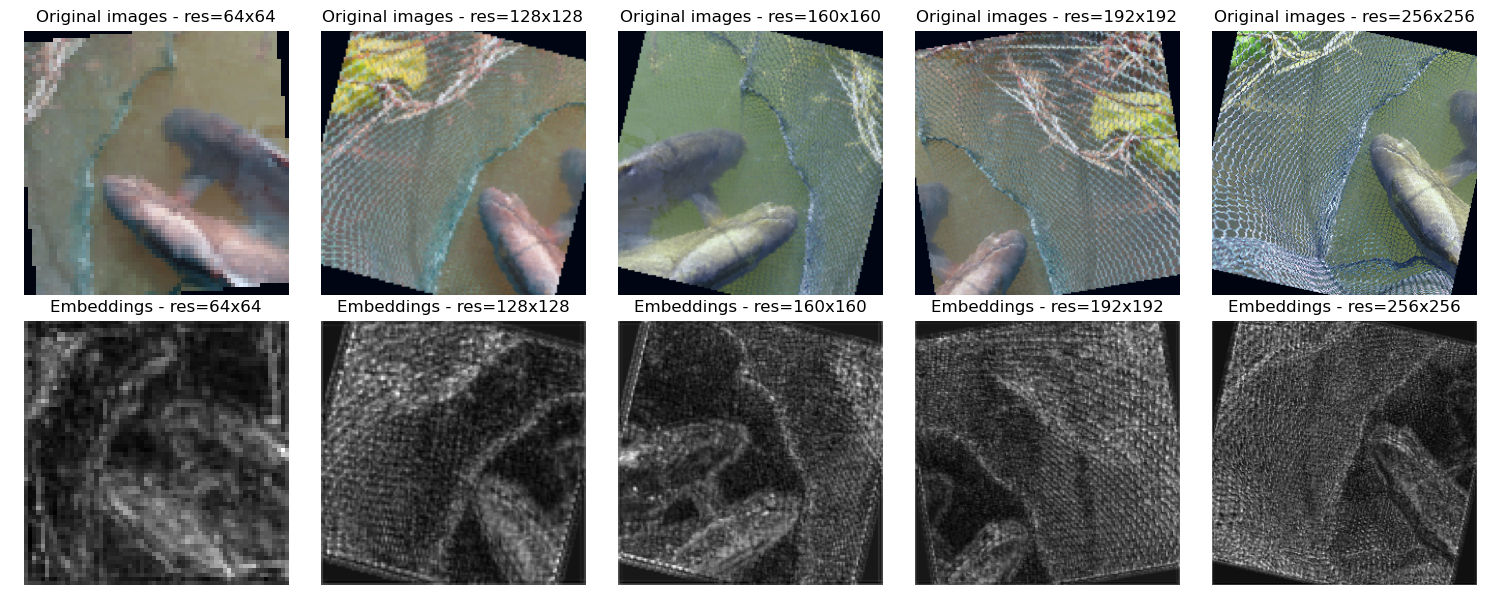 Original images - res=64x64
Original images - res=128x128
Original images - res=160x160
Original images - res=192x192
Original images - res=256x256
Embeddings - res=64x64
Embeddings - res=128x128
Embeddings - res=160x160
Embeddings - res=192x192
Embeddings - res=256x256